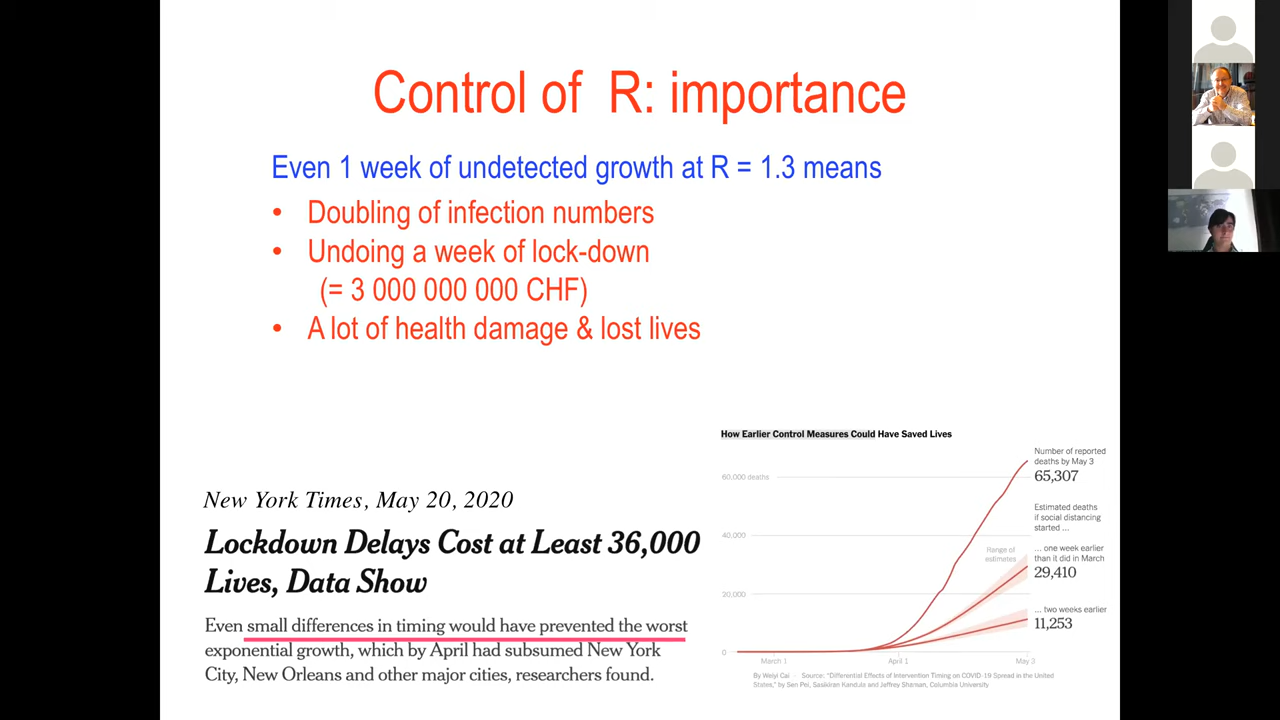 Control of R: importance
Even 1 week of undetected growth at R = 1.3 means
• Doubling of infection numbers
• Undoing a week of lock-down
(= 3 000 000 000 CHF)
• A lot of health damage & lost lives
New York Times, May 20, 2020
Lockdown Delays Cost at Least 36,000
Lives, Data Show
Even small differences in timing would have prevented the worst
exponential growth, which by April had subsumed New York
City, New Orleans and other major cities, researchers found.
How Earlier Control Measures Could Have Saved Lives
Number of reported
deaths by May 3
65,307
60,000 deaths
Estimated deaths
if social distancing
started ...
40,000
Range of
estimates
... one week earlier
than it did in March
29,410
20,000
... two weeks earlier
11,253
0
March 1
April 1
May 3
By Weiyi Cai · Source: "Differential Effects of Intervention Timing on COVID-19 Spread in the United
States," by Sen Pei, Sasikiran Kandula and Jeffrey Shaman, Columbia University